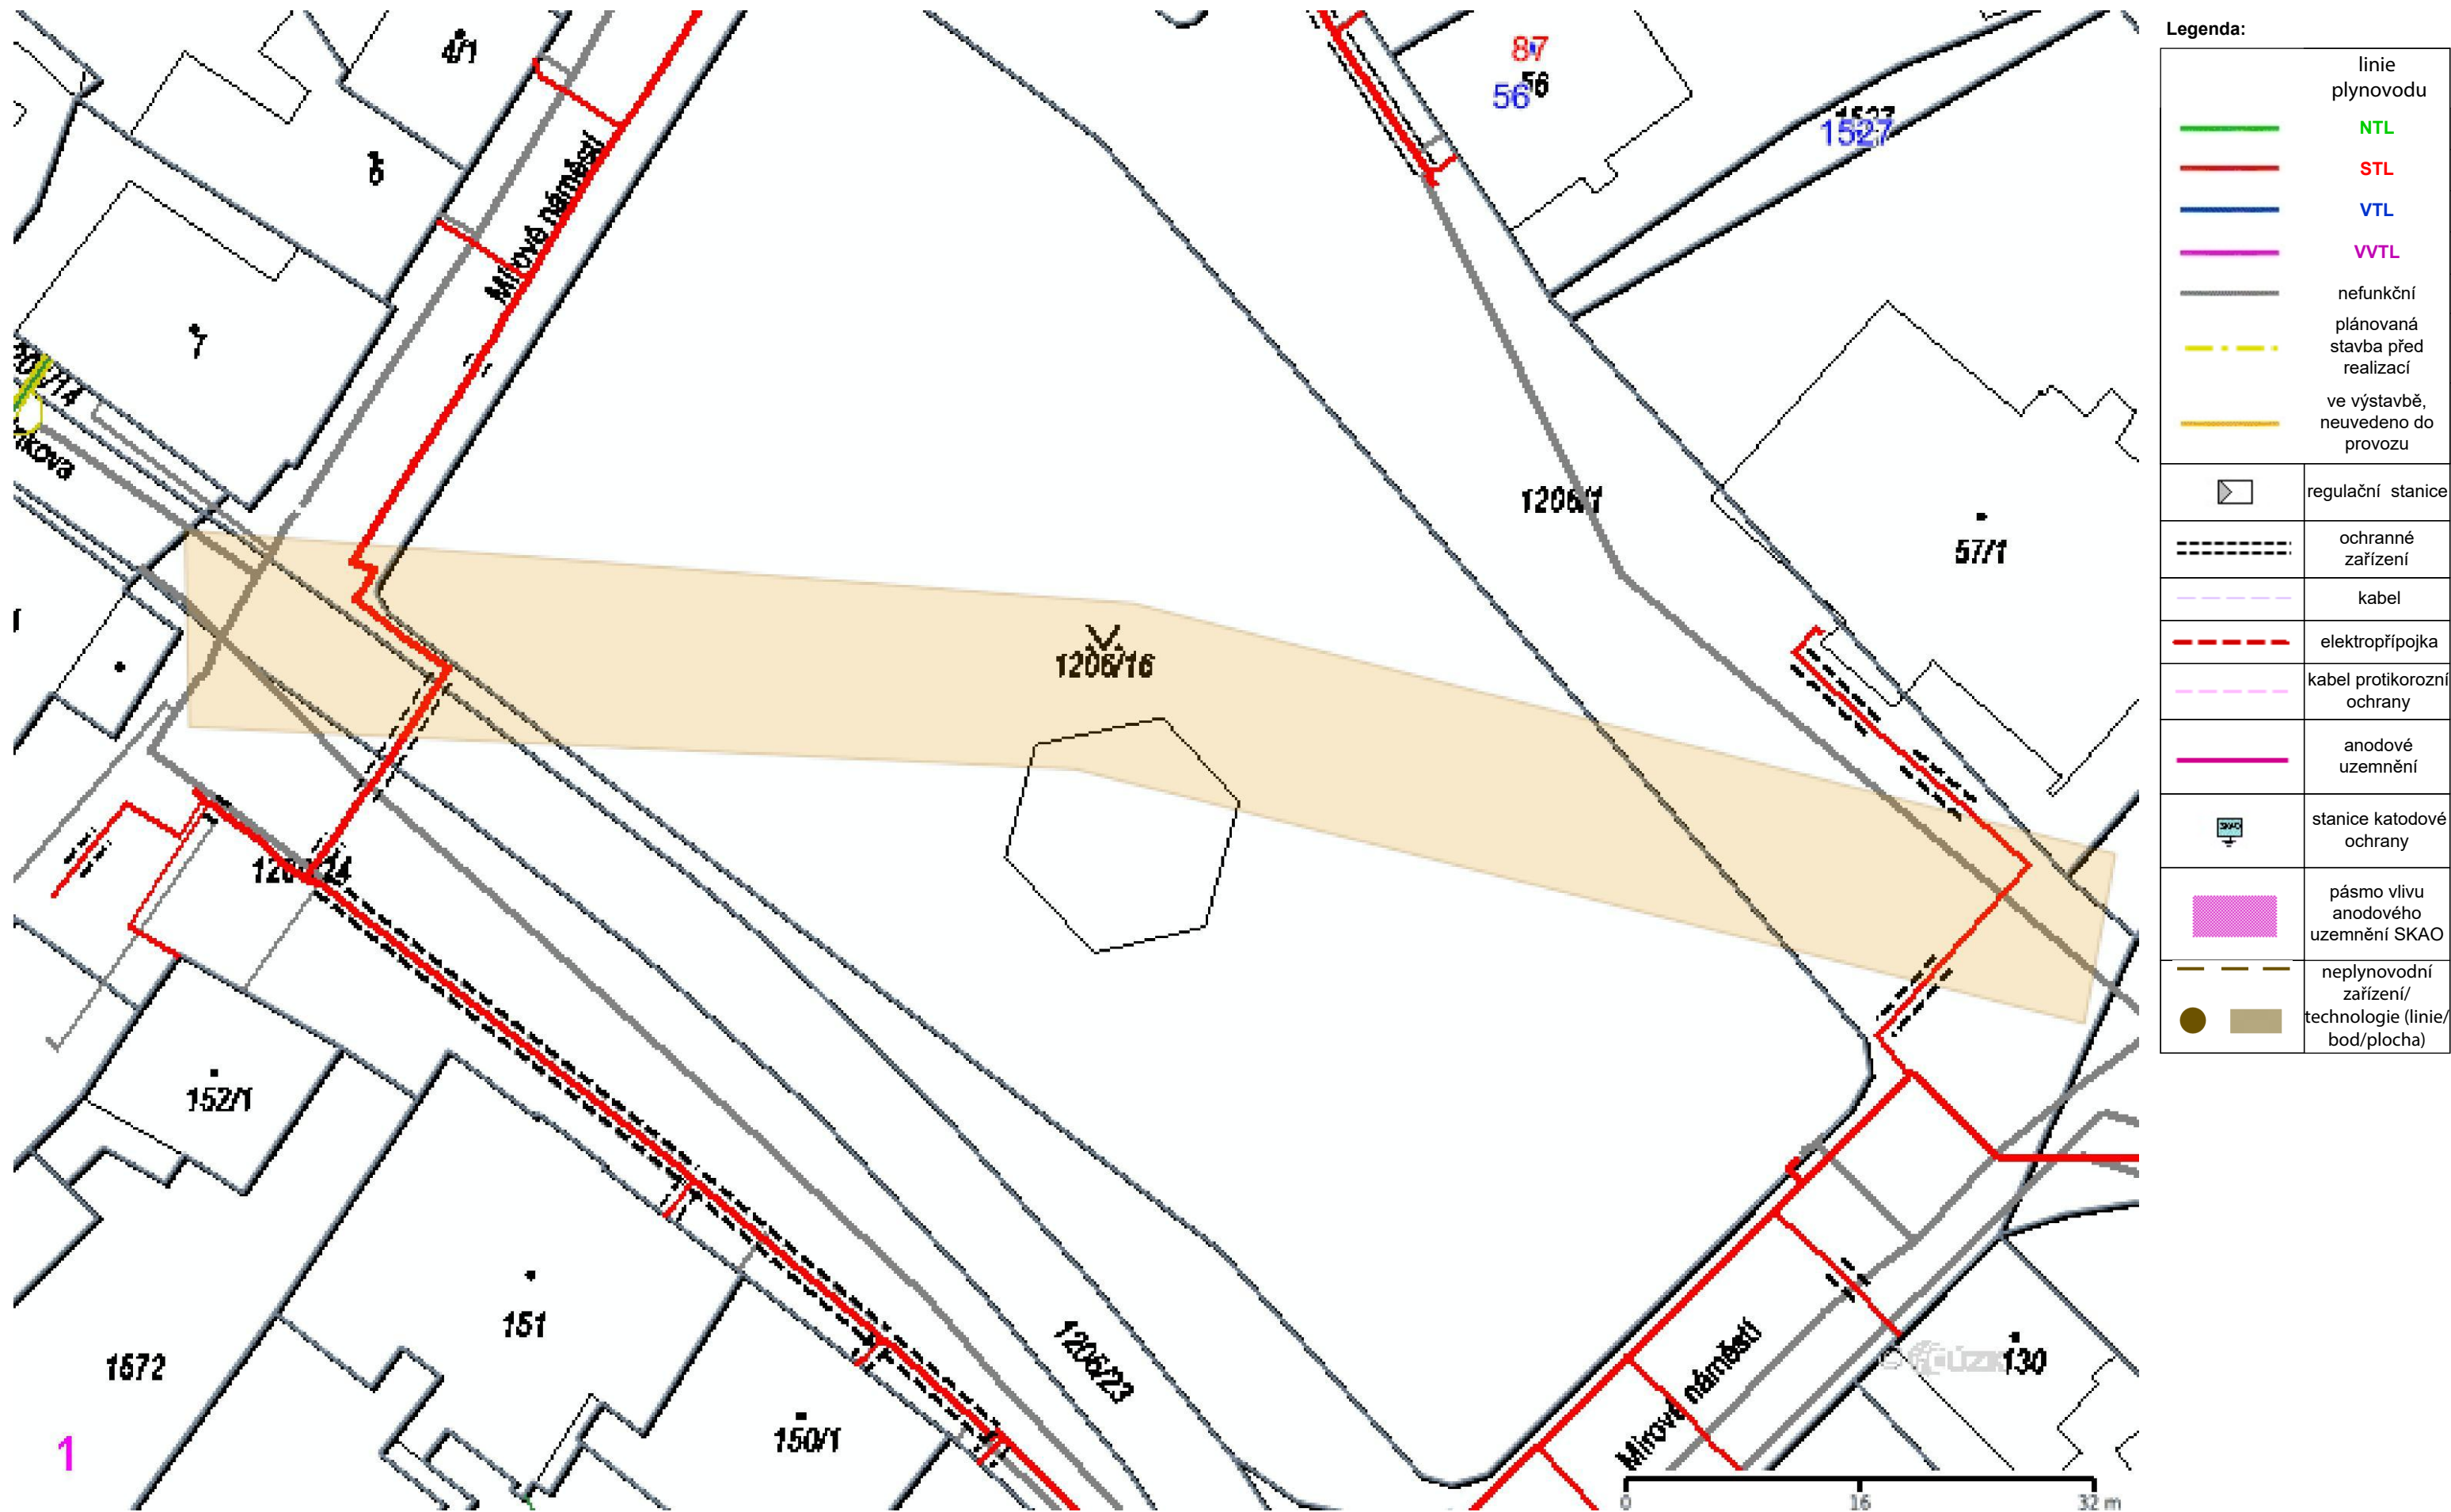 4/1
87
56
56
1527
1527
Mírové náměstí
7
1206/1
57/1
1206/16
152/1
151
1672
150/1
1206/23
Mírové náměstí
130
1
0 16 32 m
Legenda:
linie
plynovodu
NTL
STL
VTL
VVTL
nefunkční
plánovaná
stavba před
realizací
ve výstavbě,
neuvedeno do
provozu
regulační stanice
ochranné
zařízení
kabel
elektropřípojka
kabel protikorozní
ochrany
anodové
uzemnění
SKAO
stanice katodové
ochrany
pásmo vlivu
anodového
uzemnění SKAO
neplynovodní
zařízení/
technologie (linie/
bod/plocha)